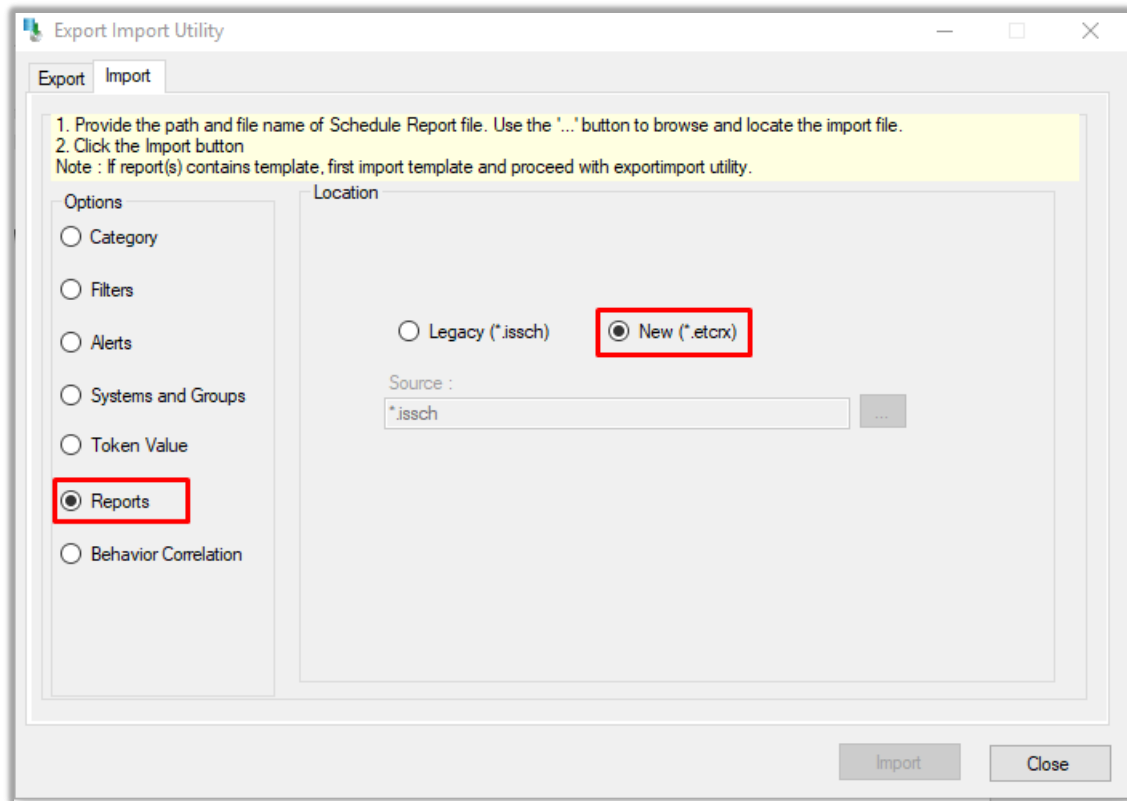 Export Import Utility
Export
Import
1. Provide the path and file name of Schedule Report file. Use the '...' button to browse and locate the import file.
2. Click the Import button
Note : If report(s) contains template, first import template and proceed with exportimport utility.
Options
Category
Filters
Alerts
Systems and Groups
Token Value
Reports
Behavior Correlation
Location
Legacy (*.issch)
New (*.etcrx)
Source :
*.issch
...
Import
Close